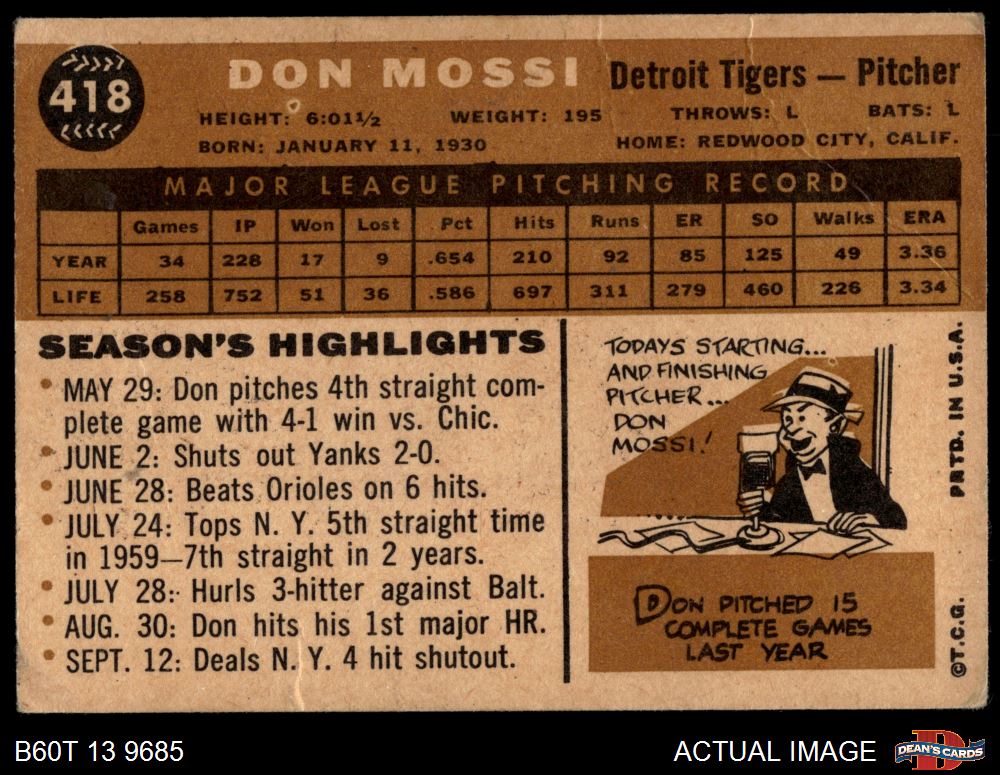 418
DON MOSSI Detroit Tigers — Pitcher
HEIGHT: 6:01½ WEIGHT: 195 THROWS: L BATS: L
BORN: JANUARY 11, 1930 HOME: REDWOOD CITY, CALIF.
MAJOR LEAGUE PITCHING RECORD
Games IP Won Lost Pct Hits Runs ER SO Walks ERA
YEAR 34 228 17 9 .654 210 92 85 125 49 3.36
LIFE 258 752 51 36 .586 697 311 279 460 226 3.34
SEASON'S HIGHLIGHTS
• MAY 29: Don pitches 4th straight com-
plete game with 4-1 win vs. Chic.
• JUNE 2: Shuts out Yanks 2-0.
• JUNE 28: Beats Orioles on 6 hits.
• JULY 24: Tops N. Y. 5th straight time
in 1959—7th straight in 2 years.
• JULY 28: Hurls 3-hitter against Balt.
• AUG. 30: Don hits his 1st major HR.
• SEPT. 12: Deals N. Y. 4 hit shutout.
TODAYS STARTING...
AND FINISHING
PITCHER...
DON
MOSSI!
DON PITCHED 15
COMPLETE GAMES
LAST YEAR
©T.C.G. PRTD. IN U.S.A.
B60T 13 9685 ACTUAL IMAGE DEAN'S CARDS